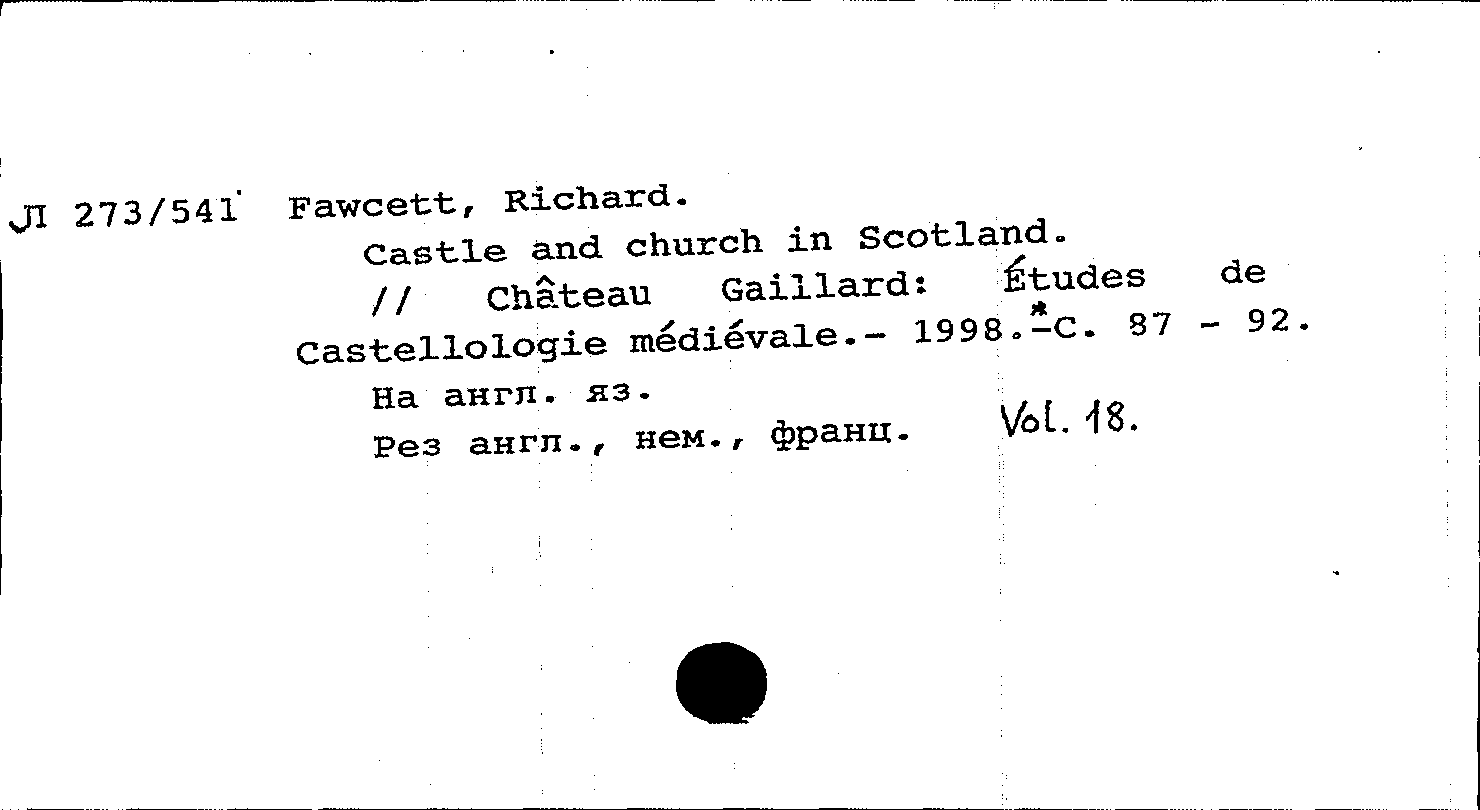 Л 273/541 Fawcett, Richard.
Castle and church in Scotland.
// Château Gaillard: Études de
Castellologie médiévale.- 1998.*-С. 87 - 92.
На англ. яз.
Рез англ., нем., франц. Vol. 18.